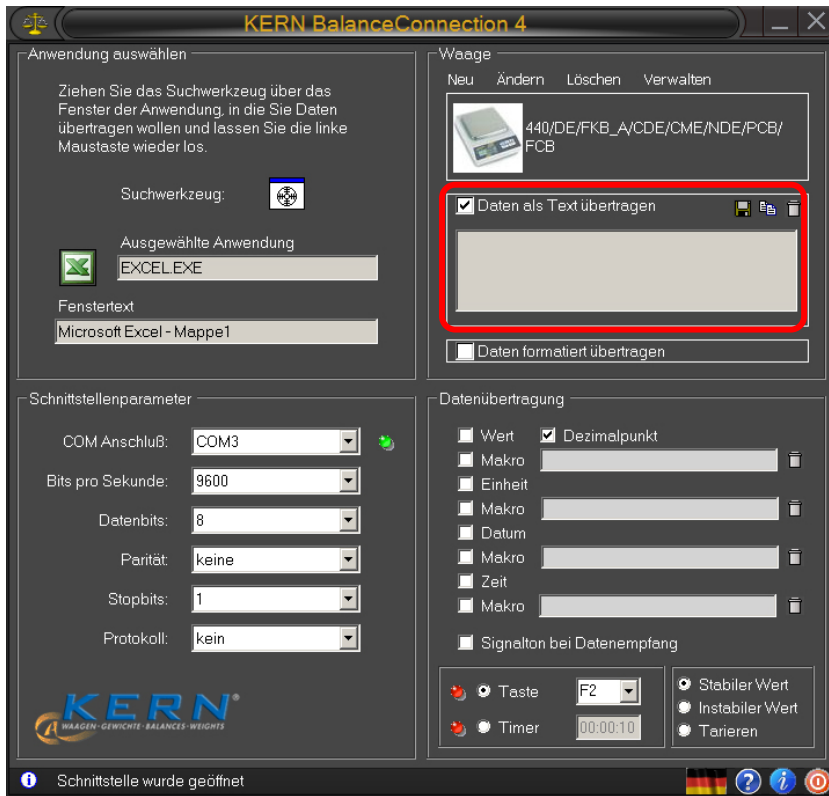 KERN BalanceConnection 4
Anwendung auswählen
Ziehen Sie das Suchwerkzeug über das
Fenster der Anwendung, in die Sie Daten
übertragen wollen und lassen Sie die linke
Maustaste wieder los.
Suchwerkzeug:
Ausgewählte Anwendung
EXCEL.EXE
Fenstertext
Microsoft Excel - Mappe1
Waage
Neu Ändern Löschen Verwalten
440/DE/FKB_A/CDE/CME/NDE/PCB/
FCB
Daten als Text übertragen
Daten formatiert übertragen
Schnittstellenparameter
COM Anschluß: COM3
Bits pro Sekunde: 9600
Datenbits: 8
Parität: keine
Stopbits: 1
Protokoll: kein
KERN
WAAGEN·GEWICHTE·BALANCES·WEIGHTS
Datenübertragung
Wert Dezimalpunkt
Makro
Einheit
Makro
Datum
Makro
Zeit
Makro
Signalton bei Datenempfang
Taste F2
Timer 00:00:10
Stabiler Wert
Instabiler Wert
Tarieren
Schnittstelle wurde geöffnet